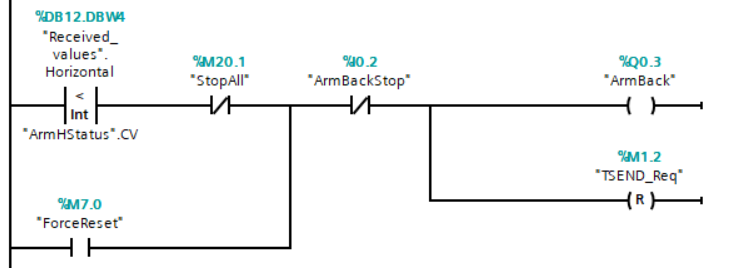 %DB12.DBW4
"Received_
values".
Horizontal
<
Int
"ArmHStatus".CV
%M20.1
"StopAll"
%I0.2
"ArmBackStop"
%Q0.3
"ArmBack"
%M1.2
"TSEND_Req"
R
%M7.0
"ForceReset"